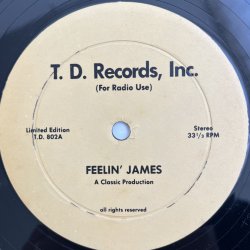 T. D. Records, Inc.
(For Radio Use)
Limited Edition
T.D. 802A
Stereo
33⅓ RPM
FEELIN' JAMES
A Classic Production
all rights reserved